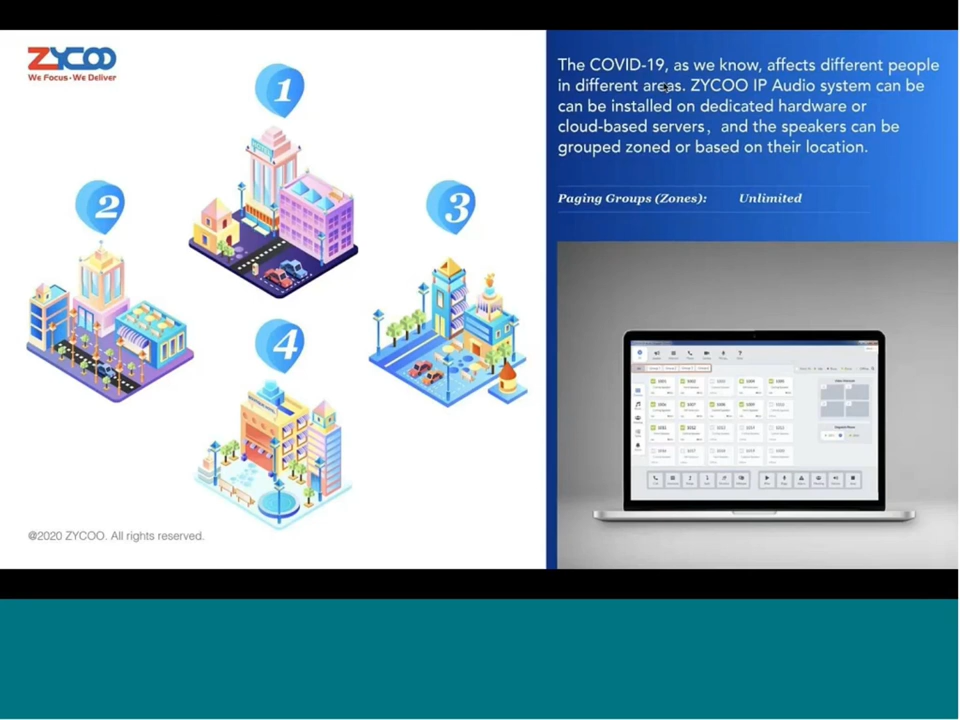 ZYCOO
We Focus-We Deliver
1
2
3
4
@2020 ZYCOO. All rights reserved.
The COVID-19, as we know, affects different people
in different areas. ZYCOO IP Audio system can be
can be installed on dedicated hardware or
cloud-based servers, and the speakers can be
grouped zoned or based on their location.
Paging Groups (Zones): Unlimited